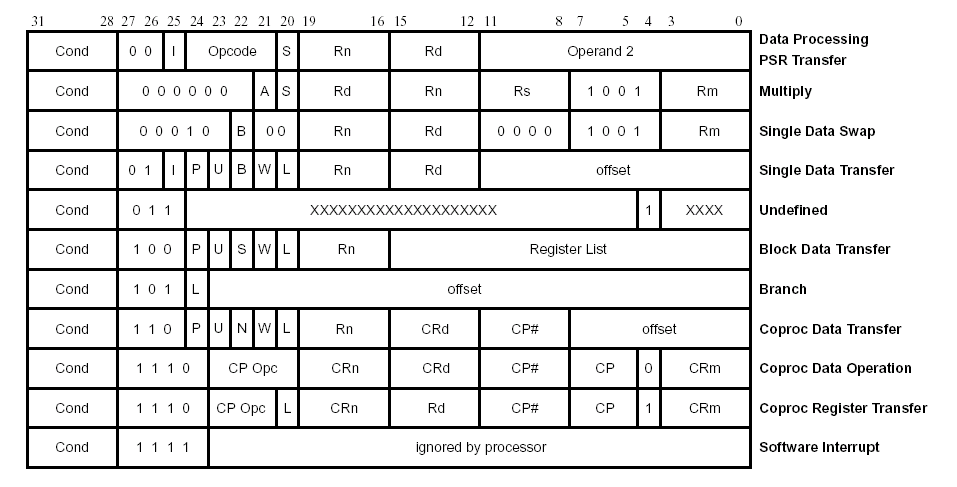 31 28 27 26 25 24 23 22 21 20 19 16 15 12 11 8 7 5 4 3 0
Cond 0 0 I Opcode S Rn Rd Operand 2 Data Processing
PSR Transfer
Cond 0 0 0 0 0 0 A S Rd Rn Rs 1 0 0 1 Rm Multiply
Cond 0 0 0 1 0 B 0 0 Rn Rd 0 0 0 0 1 0 0 1 Rm Single Data Swap
Cond 0 1 I P U B W L Rn Rd offset Single Data Transfer
Cond 0 1 1 XXXXXXXXXXXXXXXXXXXX 1 XXXX Undefined
Cond 1 0 0 P U S W L Rn Register List Block Data Transfer
Cond 1 0 1 L offset Branch
Cond 1 1 0 P U N W L Rn CRd CP# offset Coproc Data Transfer
Cond 1 1 1 0 CP Opc CRn CRd CP# CP 0 CRm Coproc Data Operation
Cond 1 1 1 0 CP Opc L CRn Rd CP# CP 1 CRm Coproc Register Transfer
Cond 1 1 1 1 ignored by processor Software Interrupt